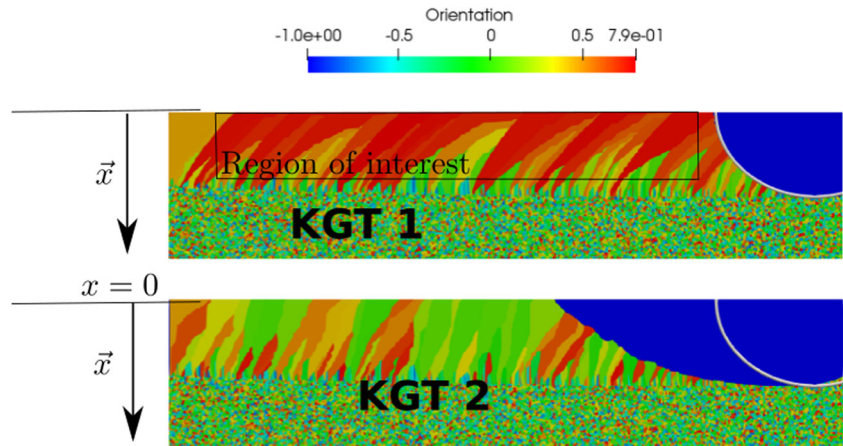 Orientation
-1.0e+00 -0.5 0 0.5 7.9e-01
Region of interest
x⃗
KGT 1
x = 0
x⃗
KGT 2